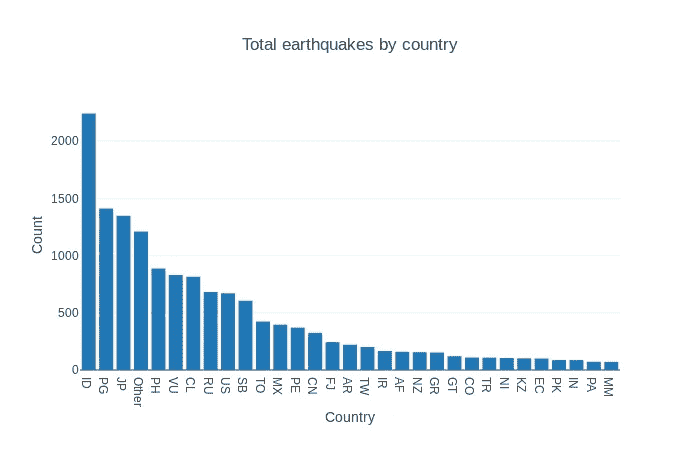 Total earthquakes by country
Count
2000
1500
1000
500
0
ID PG JP Other PH VU CL RU US SB TO MX PE CN FJ AR TW IR AF NZ GR GT CO TR NI KZ EC PK IN PA MM
Country